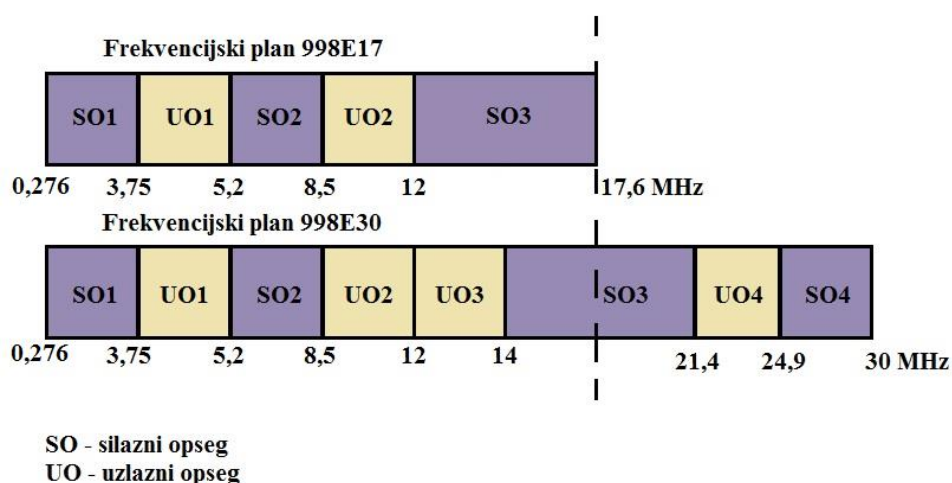 Frekvencijski plan 998E17
SO1 UO1 SO2 UO2 SO3
0,276 3,75 5,2 8,5 12 17,6 MHz
Frekvencijski plan 998E30
SO1 UO1 SO2 UO2 UO3 SO3 UO4 SO4
0,276 3,75 5,2 8,5 12 14 21,4 24,9 30 MHz
SO - silazni opseg
UO - uzlazni opseg